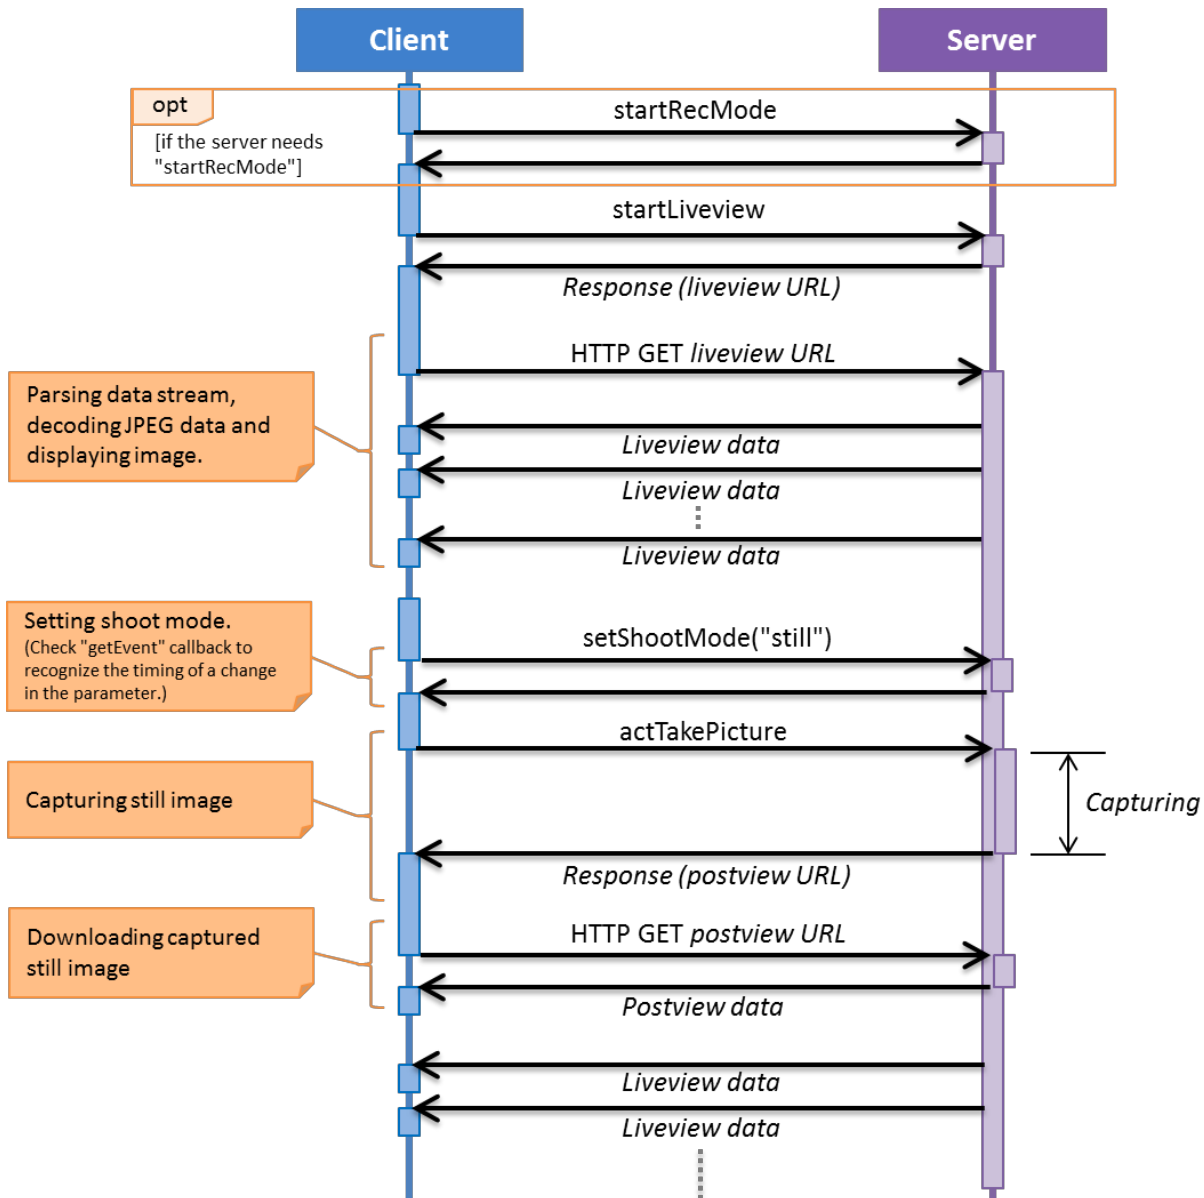 Client
Server
opt
startRecMode
[if the server needs
"startRecMode"]
startLiveview
Response (liveview URL)
HTTP GET liveview URL
Parsing data stream,
decoding JPEG data and
displaying image.
Liveview data
Liveview data
Liveview data
Setting shoot mode.
(Check "getEvent" callback to
recognize the timing of a change
in the parameter.)
setShootMode("still")
actTakePicture
Capturing still image
Capturing
Response (postview URL)
Downloading captured
still image
HTTP GET postview URL
Postview data
Liveview data
Liveview data